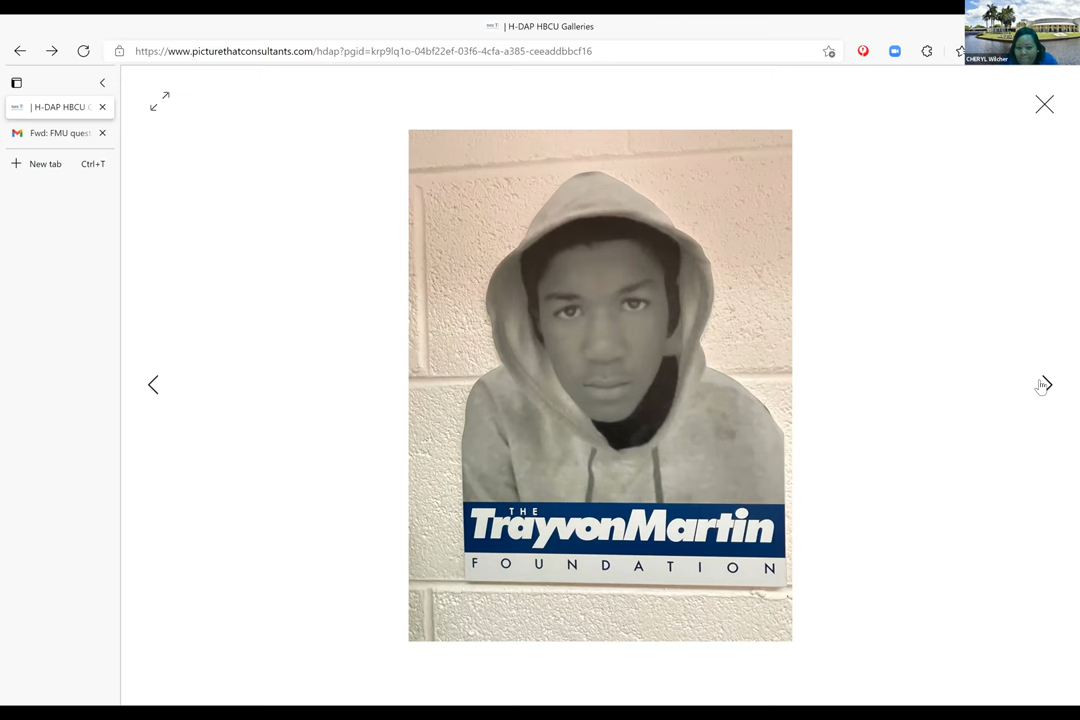 | H-DAP HBCU Galleries
https://www.picturethatconsultants.com/hdap?pgid=krp9lq1o-04bf22ef-03f6-4cfa-a385-ceeaddbbcf16
CHERYL Wilcher
| H-DAP HBCU G
Fwd: FMU quest
New tab Ctrl+T
THE
TrayvonMartin
FOUNDATION